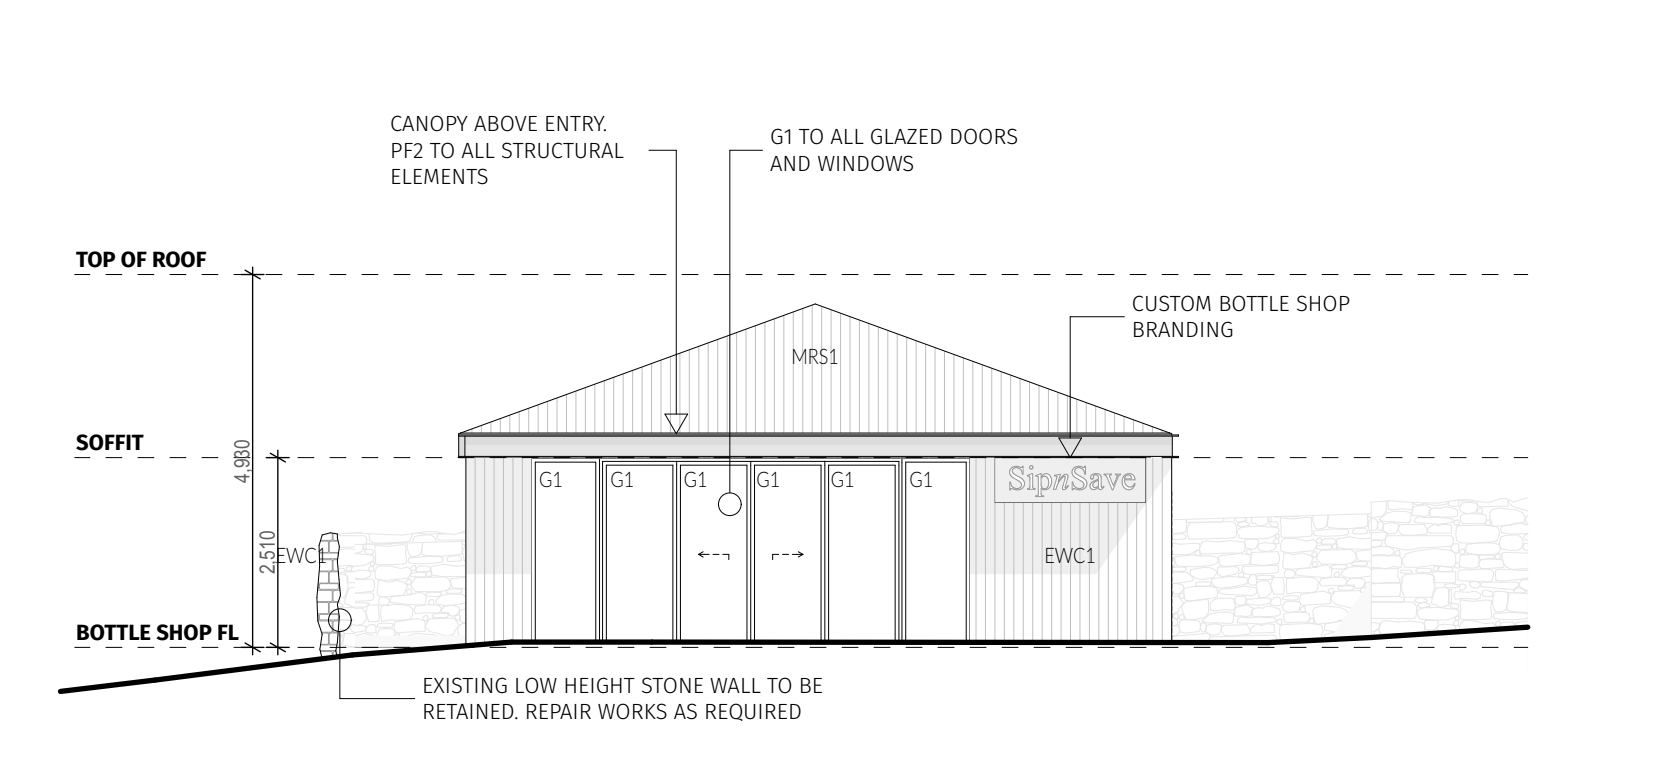 CANOPY ABOVE ENTRY.
PF2 TO ALL STRUCTURAL
ELEMENTS
G1 TO ALL GLAZED DOORS
AND WINDOWS
TOP OF ROOF
CUSTOM BOTTLE SHOP
BRANDING
MRS1
SOFFIT
4,930
G1
G1
G1
G1
G1
G1
SipnSave
2,510
EWC1
EWC1
BOTTLE SHOP FL
EXISTING LOW HEIGHT STONE WALL TO BE
RETAINED. REPAIR WORKS AS REQUIRED